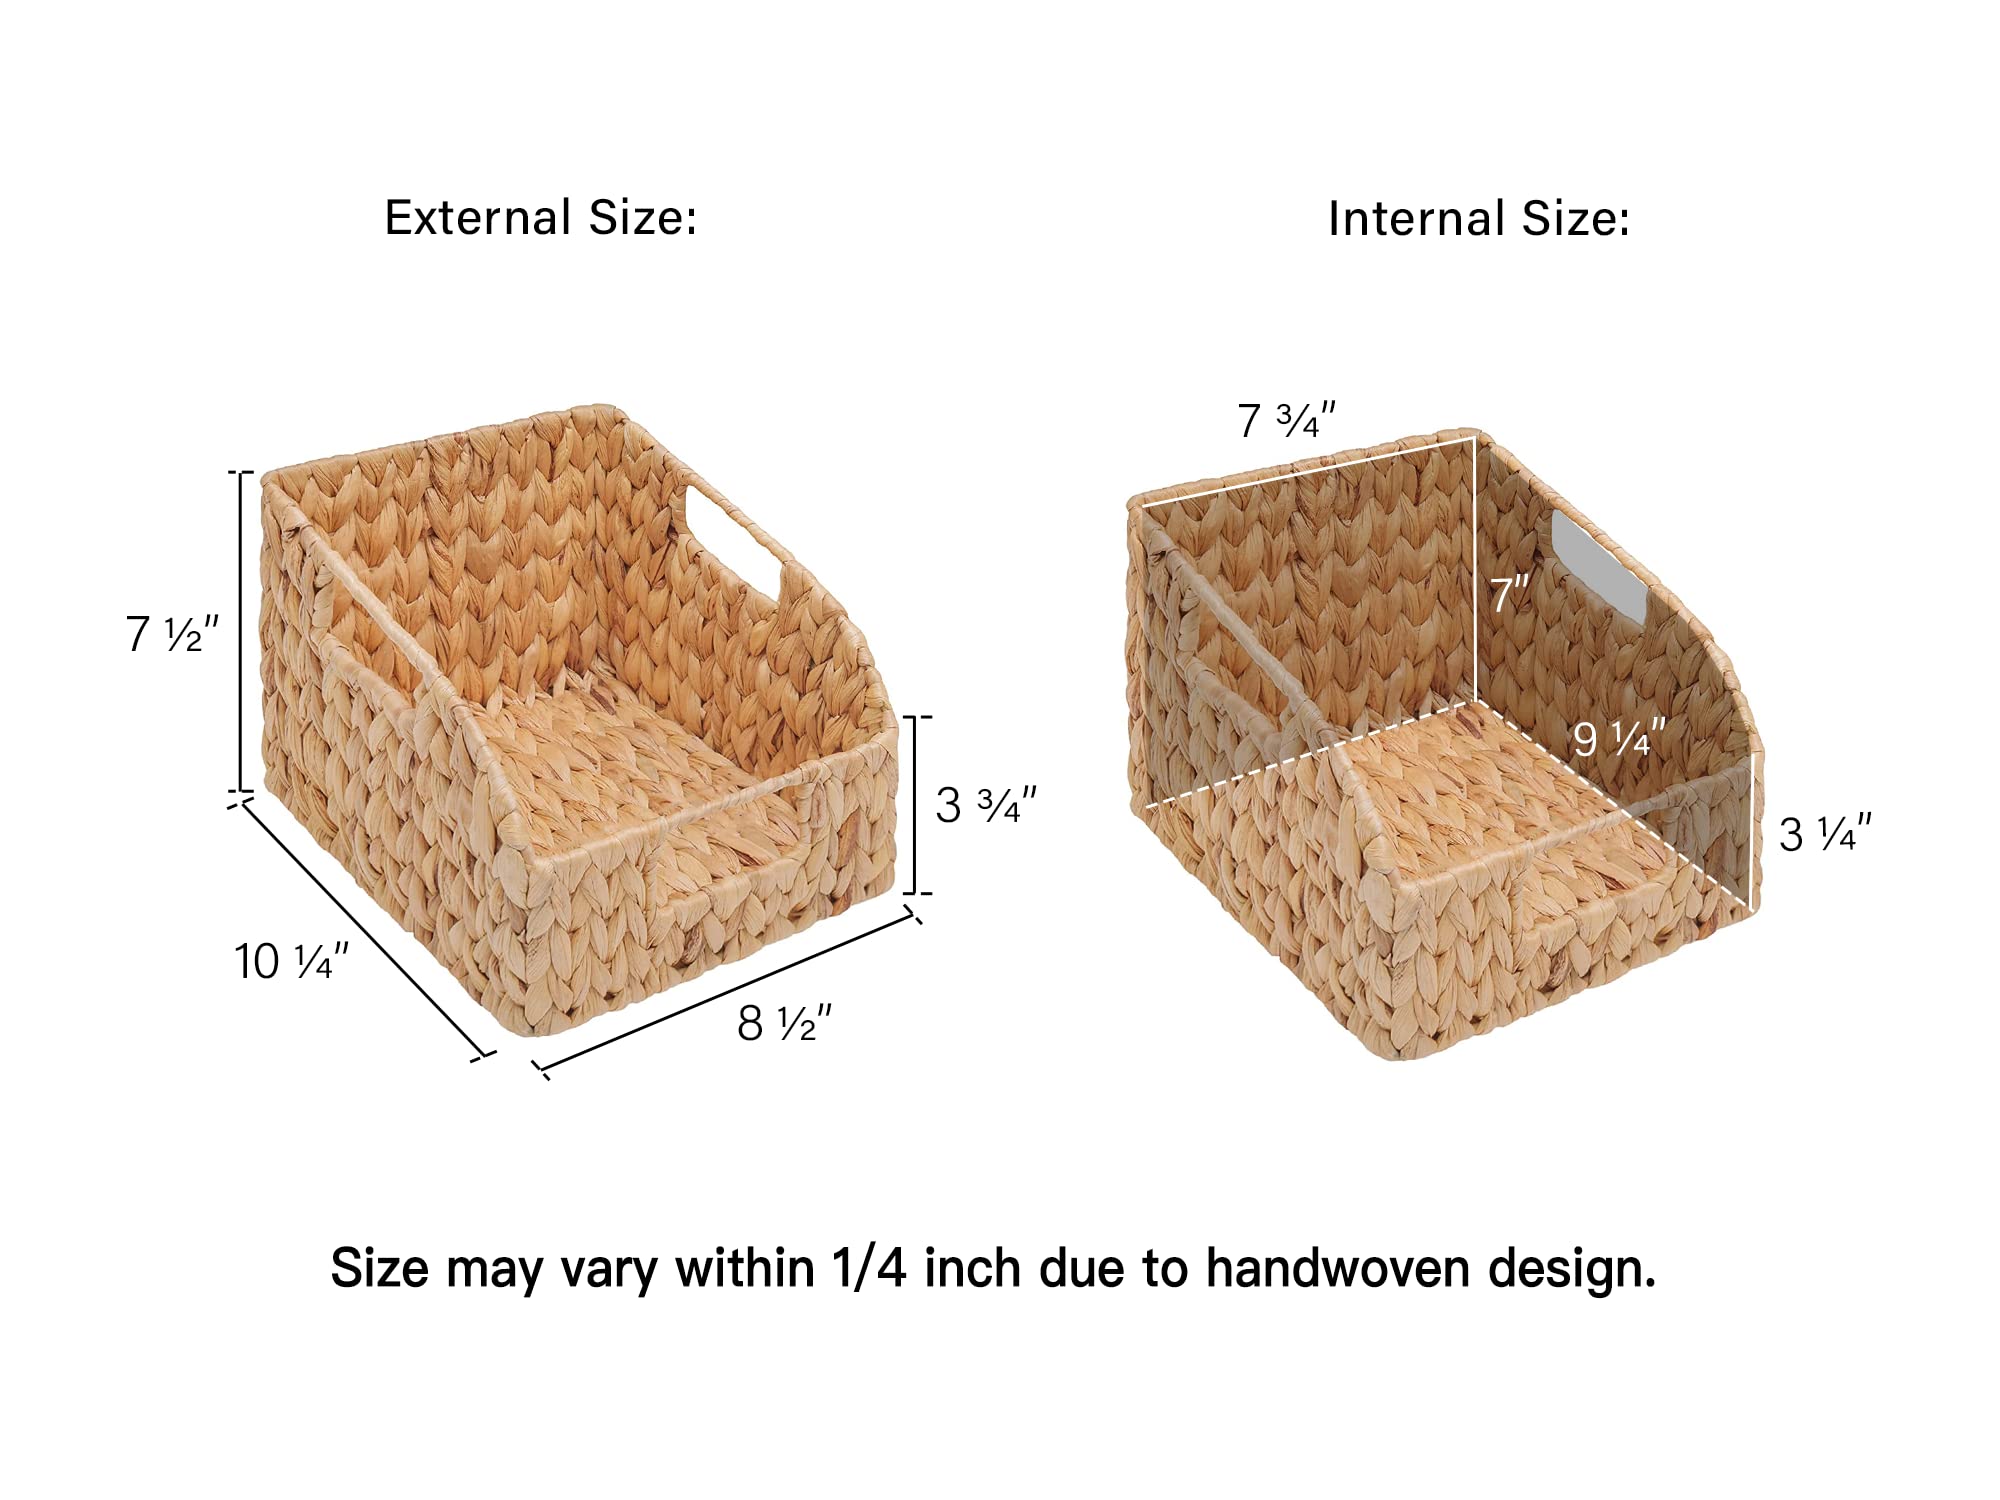 External Size:
Internal Size:
7 ¾"
7"
7 ½"
9 ¼"
3 ¾"
3 ¼"
10 ¼"
8 ½"
Size may vary within 1/4 inch due to handwoven design.